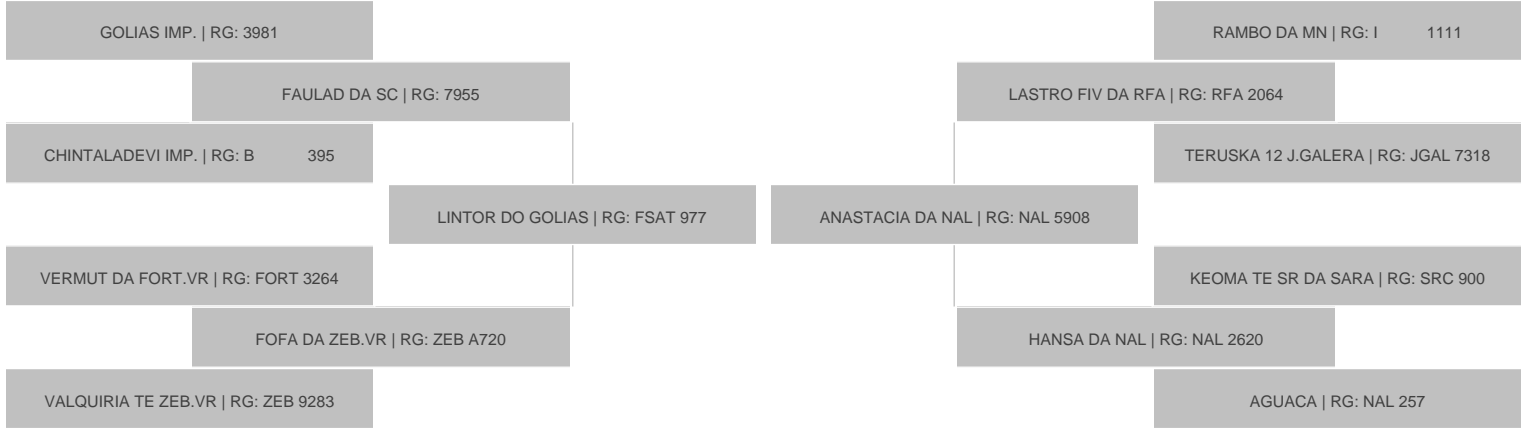 GOLIAS IMP. | RG: 3981
RAMBO DA MN | RG: I 1111
FAULAD DA SC | RG: 7955
LASTRO FIV DA RFA | RG: RFA 2064
CHINTALADEVI IMP. | RG: B 395
TERUSKA 12 J.GALERA | RG: JGAL 7318
LINTOR DO GOLIAS | RG: FSAT 977
ANASTACIA DA NAL | RG: NAL 5908
VERMUT DA FORT.VR | RG: FORT 3264
KEOMA TE SR DA SARA | RG: SRC 900
FOFA DA ZEB.VR | RG: ZEB A720
HANSA DA NAL | RG: NAL 2620
VALQUIRIA TE ZEB.VR | RG: ZEB 9283
AGUACA | RG: NAL 257